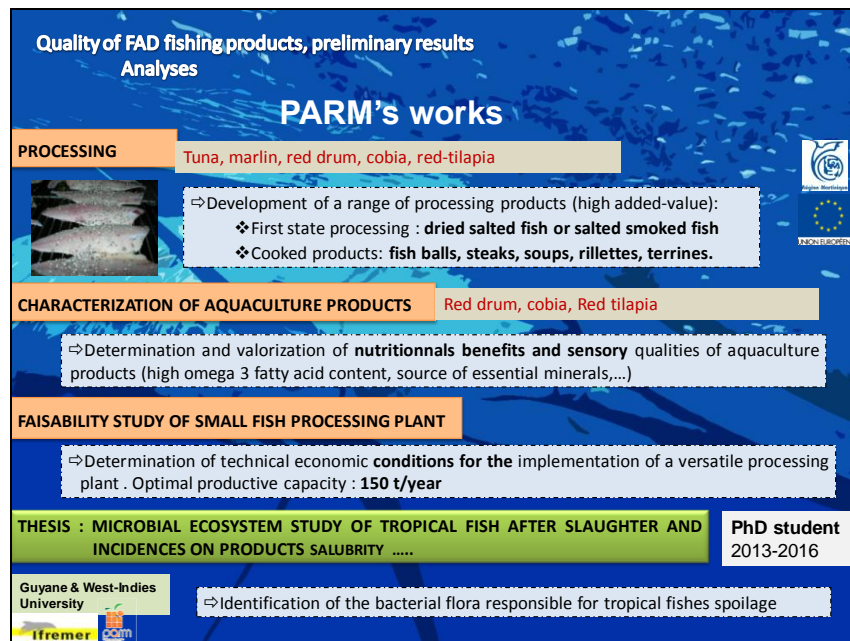 Quality of FAD fishing products, preliminary results
Analyses
PARM's works
PROCESSING
Tuna, marlin, red drum, cobia, red-tilapia
Région Martinique
UNION EUROPÉEN
⇨Development of a range of processing products (high added-value):
❖First state processing : dried salted fish or salted smoked fish
❖Cooked products: fish balls, steaks, soups, rillettes, terrines.
CHARACTERIZATION OF AQUACULTURE PRODUCTS
Red drum, cobia, Red tilapia
⇨Determination and valorization of nutritionnals benefits and sensory qualities of aquaculture
products (high omega 3 fatty acid content, source of essential minerals,...)
FAISABILITY STUDY OF SMALL FISH PROCESSING PLANT
⇨Determination of technical economic conditions for the implementation of a versatile processing
plant . Optimal productive capacity : 150 t/year
THESIS : MICROBIAL ECOSYSTEM STUDY OF TROPICAL FISH AFTER SLAUGHTER AND
INCIDENCES ON PRODUCTS SALUBRITY .....
PhD student
2013-2016
Guyane & West-Indies
University
Ifremer
parm
⇨Identification of the bacterial flora responsible for tropical fishes spoilage